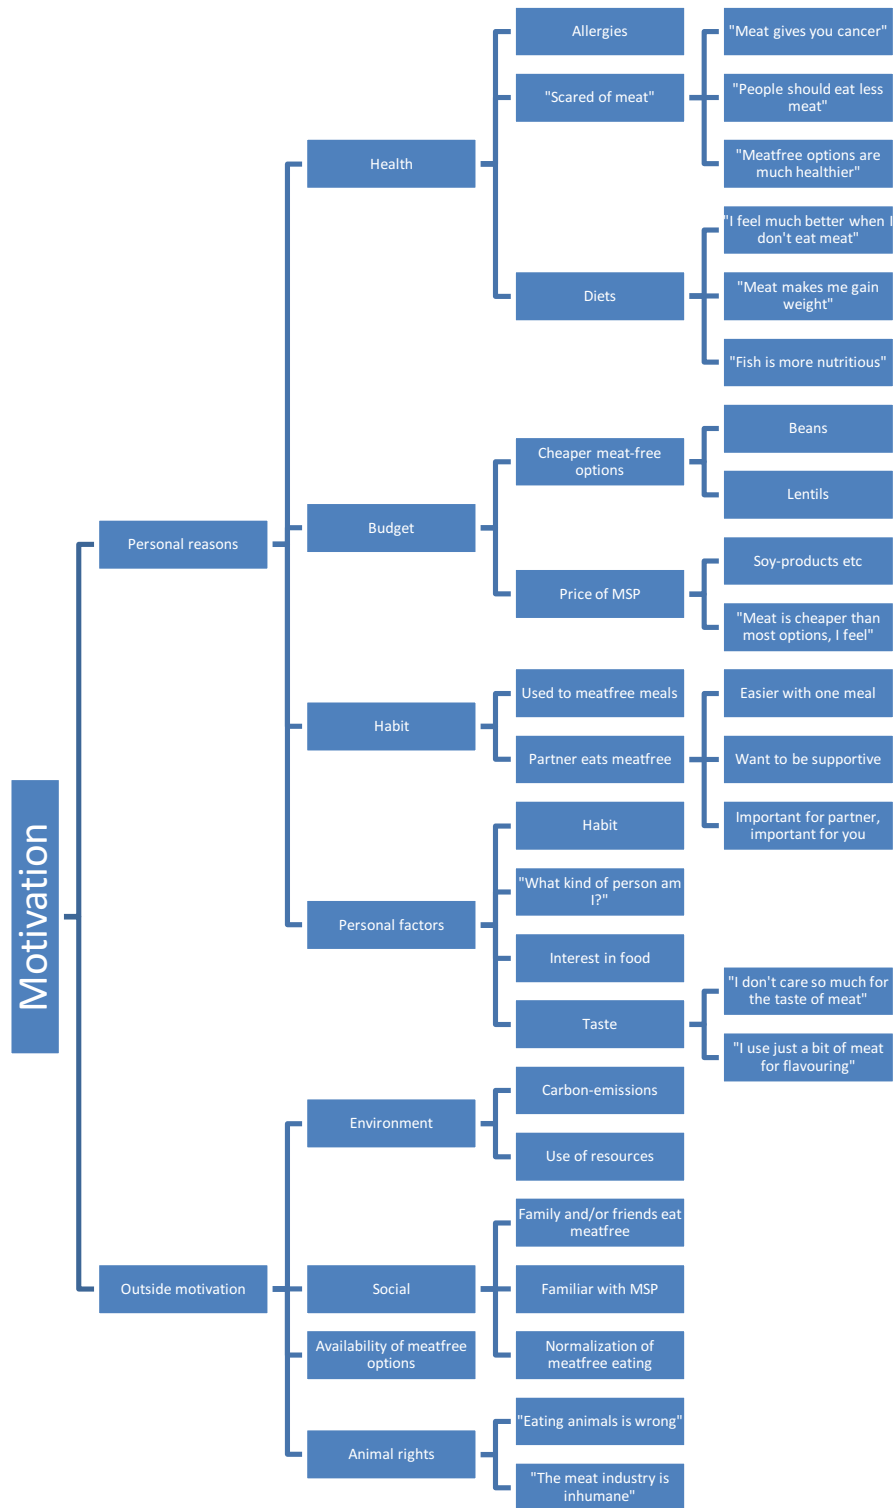 Motivation
Personal reasons
Health
Allergies
"Scared of meat"
"Meat gives you cancer"
"People should eat less
meat"
"Meatfree options are
much healthier"
Diets
"I feel much better when I
don't eat meat"
"Meat makes me gain
weight"
"Fish is more nutritious"
Budget
Cheaper meat-free
options
Beans
Lentils
Price of MSP
Soy-products etc
"Meat is cheaper than
most options, I feel"
Habit
Used to meatfree meals
Partner eats meatfree
Easier with one meal
Want to be supportive
Important for partner,
important for you
Personal factors
Habit
"What kind of person am
I?"
Interest in food
Taste
"I don't care so much for
the taste of meat"
"I use just a bit of meat
for flavouring"
Outside motivation
Environment
Carbon-emissions
Use of resources
Social
Family and/or friends eat
meatfree
Familiar with MSP
Normalization of
meatfree eating
Availability of meatfree
options
Animal rights
"Eating animals is wrong"
"The meat industry is
inhumane"